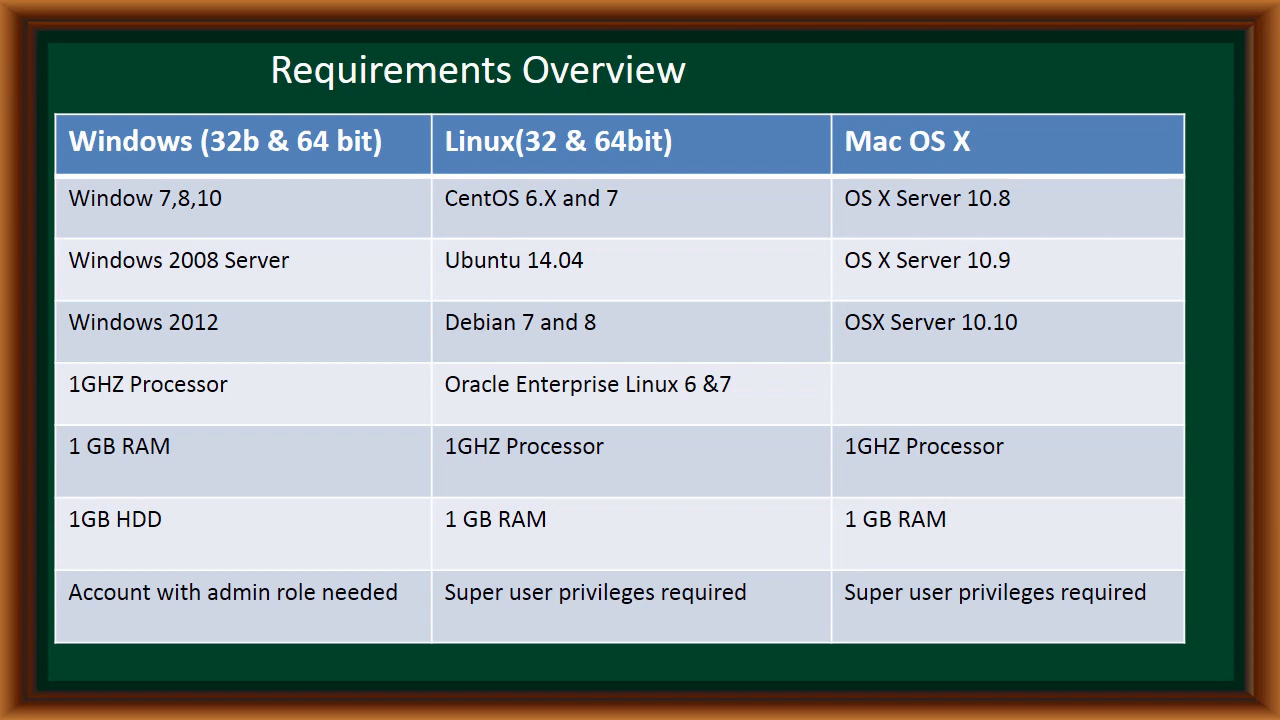 Requirements Overview
Windows (32b & 64 bit)
Linux(32 & 64bit)
Mac OS X
Window 7,8,10
CentOS 6.X and 7
OS X Server 10.8
Windows 2008 Server
Ubuntu 14.04
OS X Server 10.9
Windows 2012
Debian 7 and 8
OSX Server 10.10
1GHZ Processor
Oracle Enterprise Linux 6 &7
1 GB RAM
1GHZ Processor
1GHZ Processor
1GB HDD
1 GB RAM
1 GB RAM
Account with admin role needed
Super user privileges required
Super user privileges required